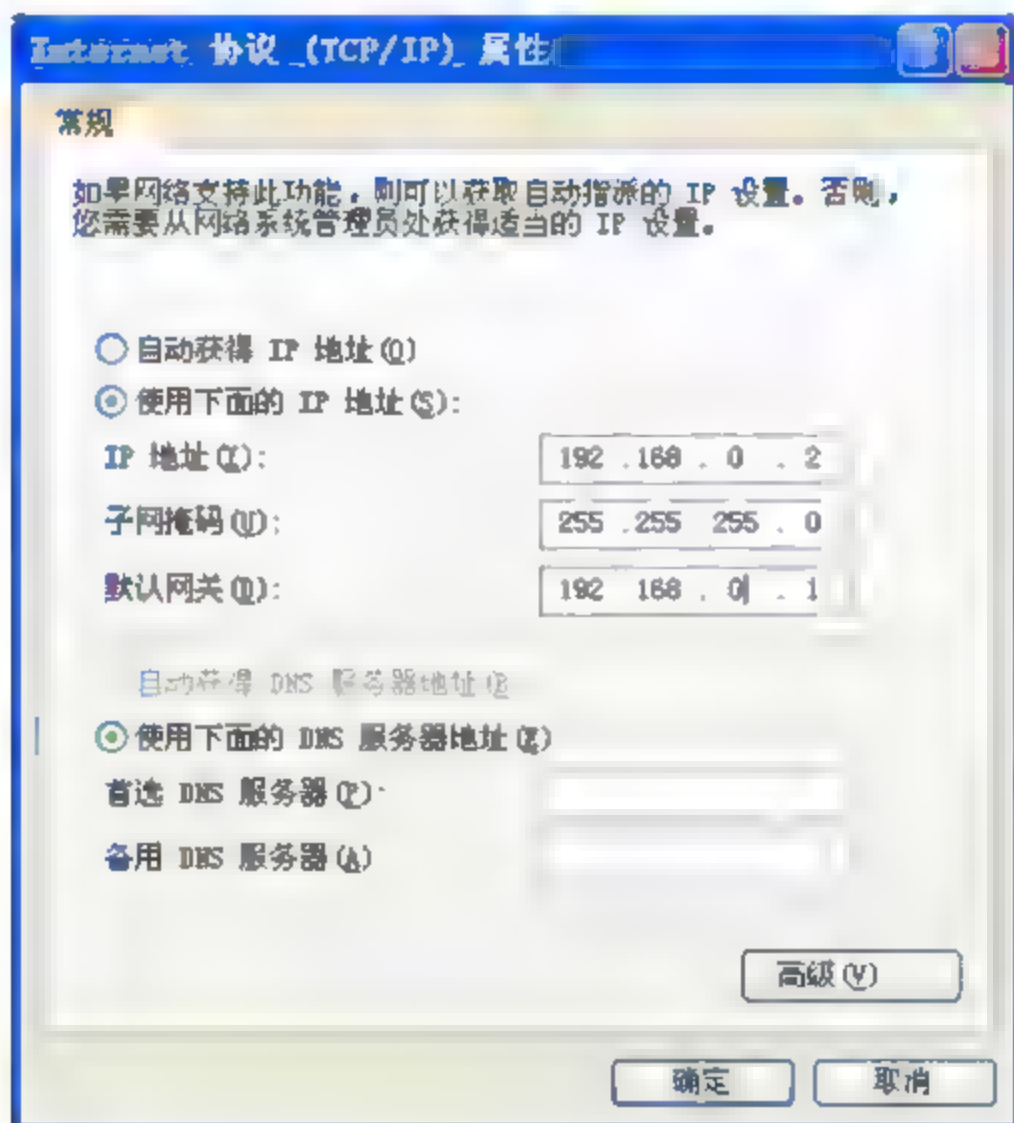 Internet 协议 (TCP/IP) 属性
常规
如果网络支持此功能，则可以获取自动指派的 IP 设置。否则，
您需要从网络系统管理员处获得适当的 IP 设置。
自动获得 IP 地址(O)
使用下面的 IP 地址(S):
IP 地址(I): 192 .168 . 0 . 2
子网掩码(U): 255 .255 255 . 0
默认网关(D): 192 168 . 0 . 1
自动获得 DNS 服务器地址(B
使用下面的 DNS 服务器地址(E)
首选 DNS 服务器(P):
备用 DNS 服务器(A)
高级(V)
确定 取消